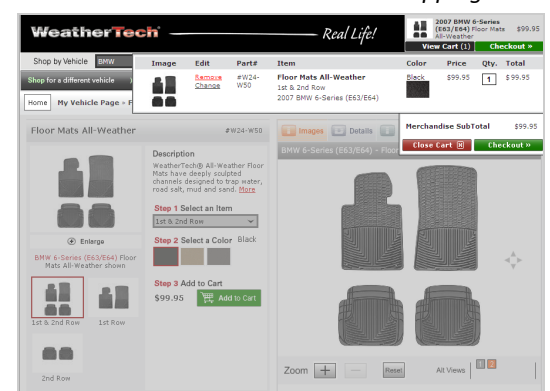 WeatherTech
Real Life!
2007 BMW 6-Series
(E63/E64) Floor Mats
All-Weather
$99.95
View Cart (1)
Checkout »
Shop by Vehicle
BMW
Shop for a different vehicle
Home
My Vehicle Page »
Image
Edit
Part#
Item
Color
Price
Qty.
Total
Remove
Change
#W24-
W50
Floor Mats All-Weather
1st & 2nd Row
2007 BMW 6-Series (E63/E64)
Black
$99.95
1
$99.95
Merchandise SubTotal
$99.95
Close Cart
Checkout »
Floor Mats All-Weather
#W24-W50
Enlarge
BMW 6-Series (E63/E64) Floor
Mats All-Weather shown
1st & 2nd Row
1st Row
2nd Row
Description
WeatherTech® All-Weather Floor
Mats have deeply sculpted
channels designed to trap water,
road salt, mud and sand. More
Step 1 Select an Item
1st & 2nd Row
Step 2 Select a Color Black
Step 3 Add to Cart
$99.95
Add to Cart
Images
Details
BMW 6-Series (E63/E64) - Floor
Zoom
+
Reset
Alt Views